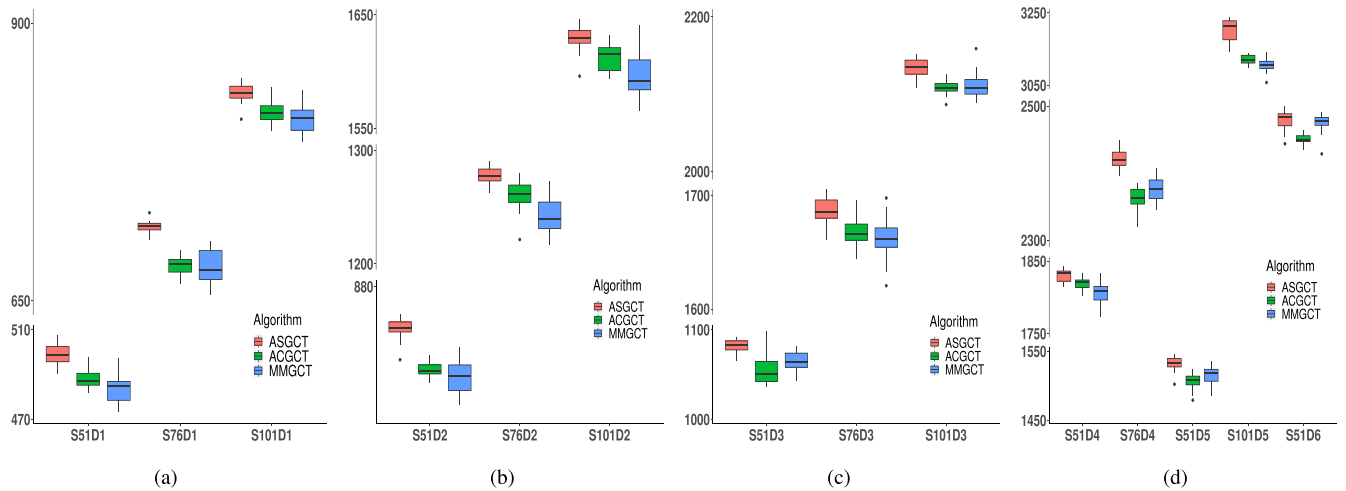 900
650
510
470
Algorithm
ASGCT
ACGCT
MMGCT
S51D1 S76D1 S101D1
(a)
1650
1550
1300
1200
880
Algorithm
ASGCT
ACGCT
MMGCT
S51D2 S76D2 S101D2
(b)
2200
2000
1700
1600
1100
1000
Algorithm
ASGCT
ACGCT
MMGCT
S51D3 S76D3 S101D3
(c)
3250
3050
2500
2300
1850
1750
1550
1450
Algorithm
ASGCT
ACGCT
MMGCT
S51D4 S76D4 S51D5 S101D5 S51D6
(d)